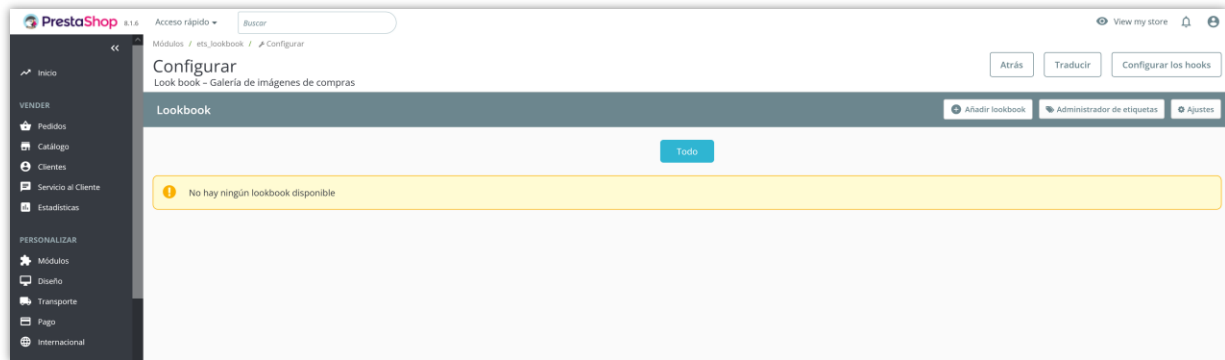 PrestaShop 8.1.6 Acceso rápido Buscar View my store
Módulos / ets_lookbook / Configurar
Configurar
Look book – Galería de imágenes de compras
Atrás Traducir Configurar los hooks
Lookbook Añadir lookbook Administrador de etiquetas Ajustes
Todo
No hay ningún lookbook disponible
Inicio
VENDER
Pedidos
Catálogo
Clientes
Servicio al Cliente
Estadísticas
PERSONALIZAR
Módulos
Diseño
Transporte
Pago
Internacional